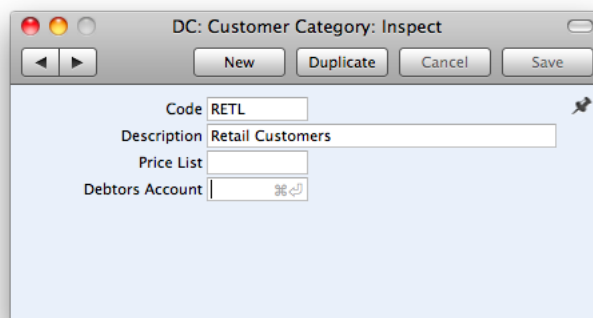 DC: Customer Category: Inspect
New Duplicate Cancel Save
Code RETL
Description Retail Customers
Price List
Debtors Account ⌘⏎